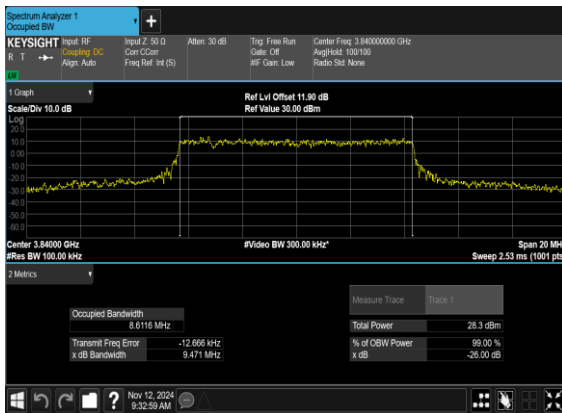 Spectrum Analyzer 1
Occupied BW
KEYSIGHT Input: RF Input Z: 50 Ω Atten: 30 dB Trig: Free Run Center Freq: 3.840000000 GHz
R T Coupling: DC Corr CCorr Gate: Off Avg|Hold: 100/100
Align: Auto Freq Ref: Int (S) #IF Gain: Low Radio Std: None
1 Graph
Ref Lvl Offset 11.90 dB
Scale/Div 10.0 dB Ref Value 30.00 dBm
Log
20.0
10.0
0.00
-10.0
-20.0
-30.0
-40.0
-50.0
-60.0
Center 3.84000 GHz #Video BW 300.00 kHz* Span 20 MH
#Res BW 100.00 kHz Sweep 2.53 ms (1001 pts
2 Metrics
Measure Trace Trace 1
Occupied Bandwidth
8.6116 MHz Total Power 28.3 dBm
Transmit Freq Error -12.666 kHz % of OBW Power 99.00 %
x dB Bandwidth 9.471 MHz x dB -26.00 dB
Nov 12, 2024
9:32:59 AM